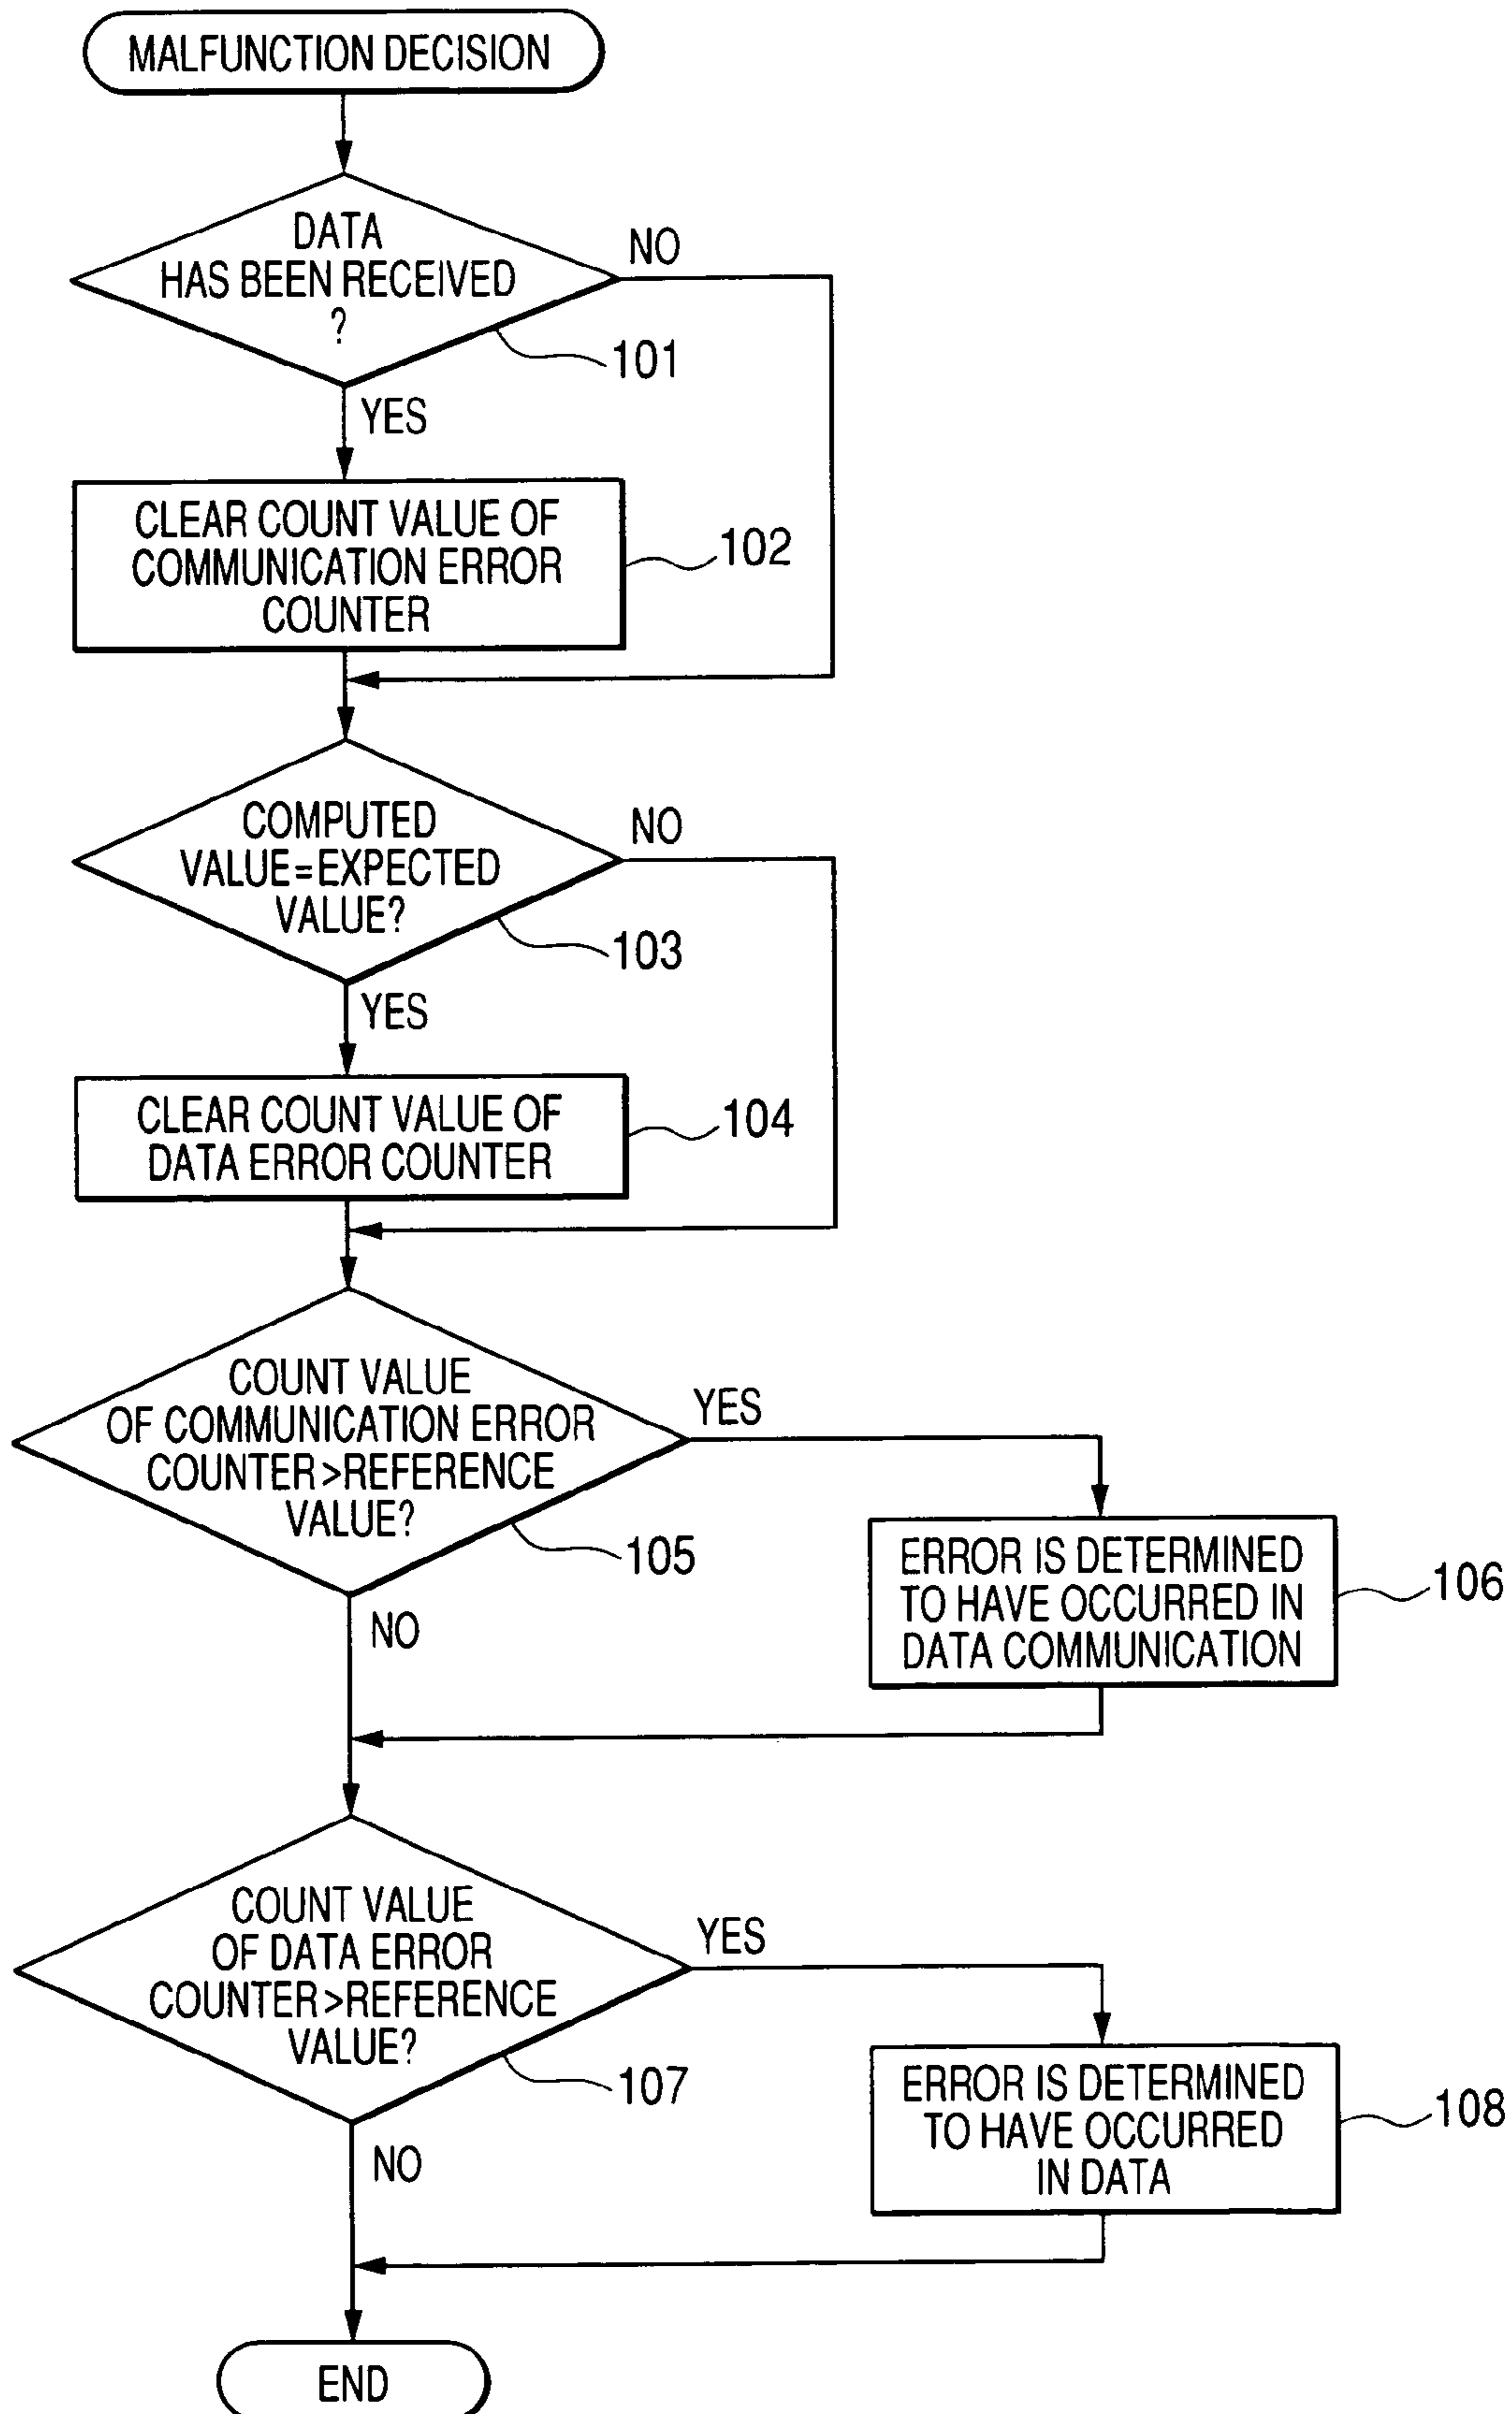 MALFUNCTION DECISION
DATA
HAS BEEN RECEIVED
?
NO
101
YES
CLEAR COUNT VALUE OF
COMMUNICATION ERROR
COUNTER
102
COMPUTED
VALUE=EXPECTED
VALUE?
NO
103
YES
CLEAR COUNT VALUE OF
DATA ERROR COUNTER
104
COUNT VALUE
OF COMMUNICATION ERROR
COUNTER>REFERENCE
VALUE?
YES
105
NO
ERROR IS DETERMINED
TO HAVE OCCURRED IN
DATA COMMUNICATION
106
COUNT VALUE
OF DATA ERROR
COUNTER>REFERENCE
VALUE?
YES
107
NO
ERROR IS DETERMINED
TO HAVE OCCURRED
IN DATA
108
END